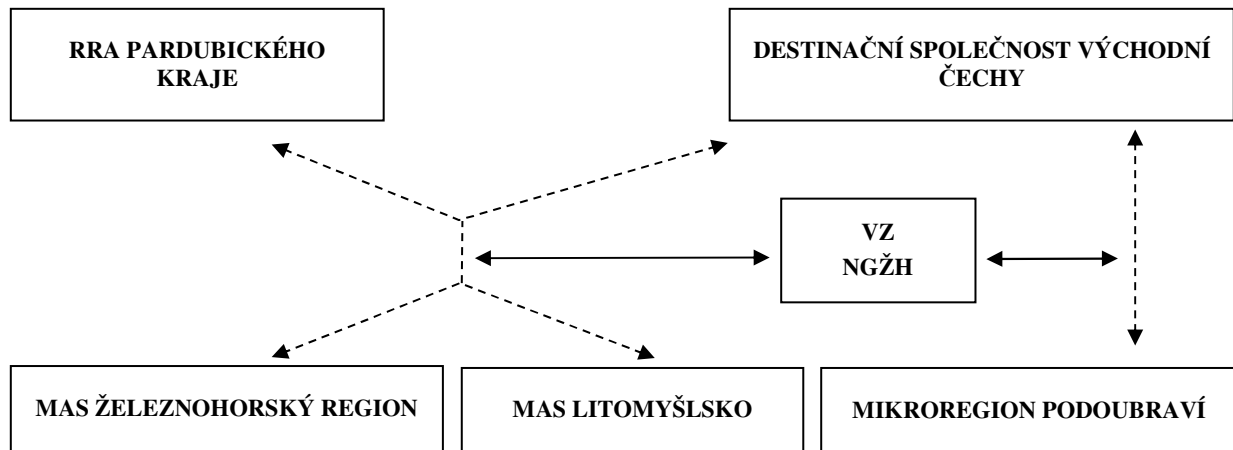 RRA PARDUBICKÉHO
KRAJE
DESTINAČNÍ SPOLEČNOST VÝCHODNÍ
ČECHY
VZ
NGŽH
MAS ŽELEZNOHORSKÝ REGION
MAS LITOMYŠLSKO
MIKROREGION PODOUBRAVÍ